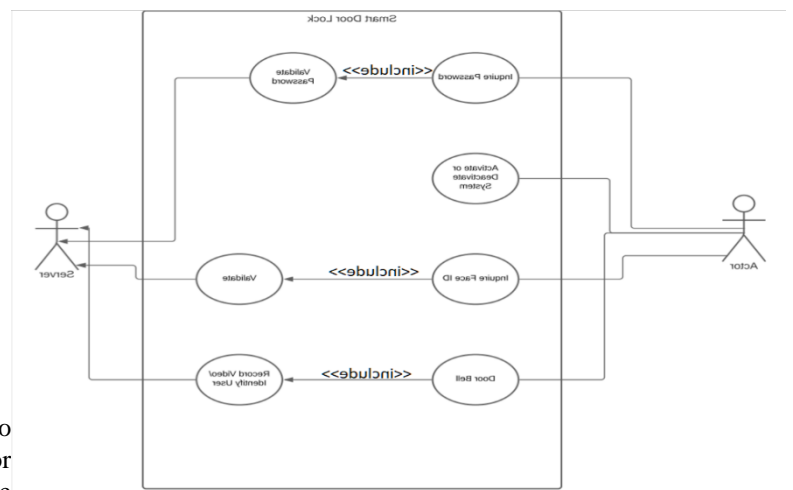 Smart Door Lock
Inquire Password
<<include>>
Validate
Password
Activate or
Deactivate
System
Actor
Server
Inquire Face ID
<<include>>
Validate
Door Bell
<<include>>
Record Video/
Identify User